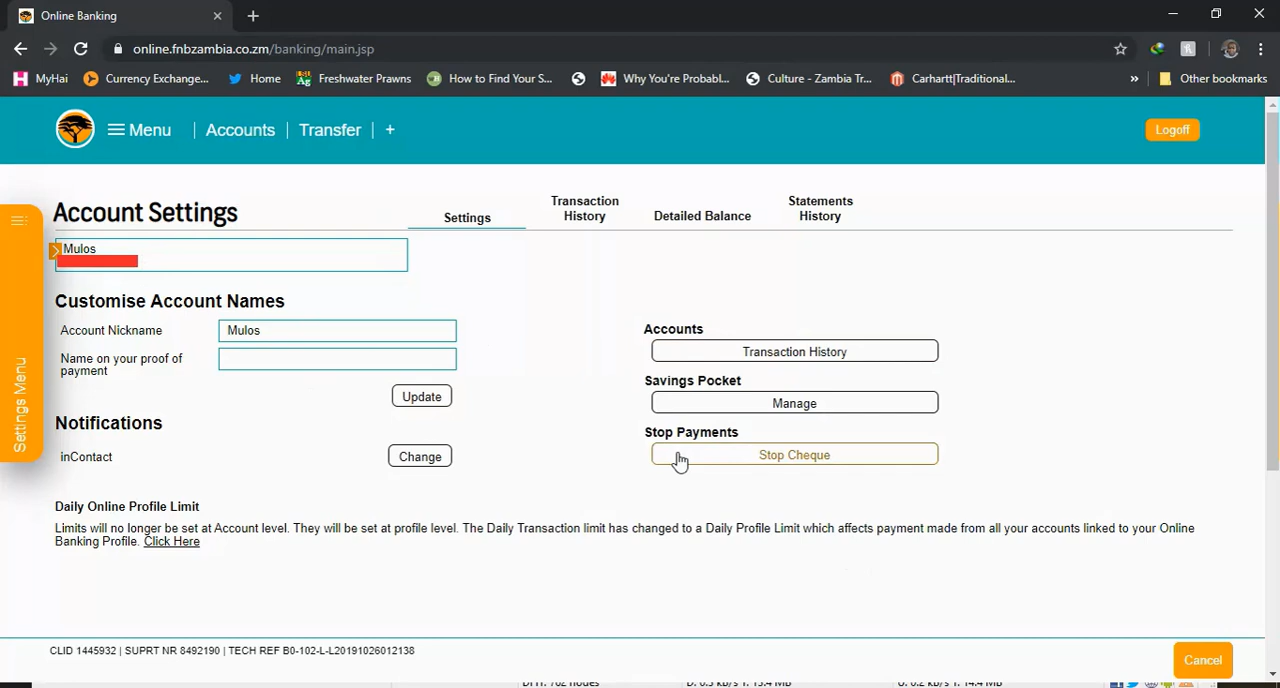 Online Banking
online.fnbzambia.co.zm/banking/main.jsp
MyHai
Currency Exchange...
Home
Freshwater Prawns
How to Find Your S...
Why You're Probabl...
Culture - Zambia Tr...
Carhartt|Traditional...
»
Other bookmarks
Menu
Accounts
Transfer
+
Logoff
Account Settings
Settings
Transaction
History
Detailed Balance
Statements
History
Mulos
Settings Menu
Customise Account Names
Account Nickname
Mulos
Name on your proof of
payment
Update
Notifications
inContact
Change
Accounts
Transaction History
Savings Pocket
Manage
Stop Payments
Stop Cheque
Daily Online Profile Limit
Limits will no longer be set at Account level. They will be set at profile level. The Daily Transaction limit has changed to a Daily Profile Limit which affects payment made from all your accounts linked to your Online
Banking Profile. Click Here
CLID 1445932 | SUPRT NR 8492190 | TECH REF B0-102-L-L20191026012138
Cancel